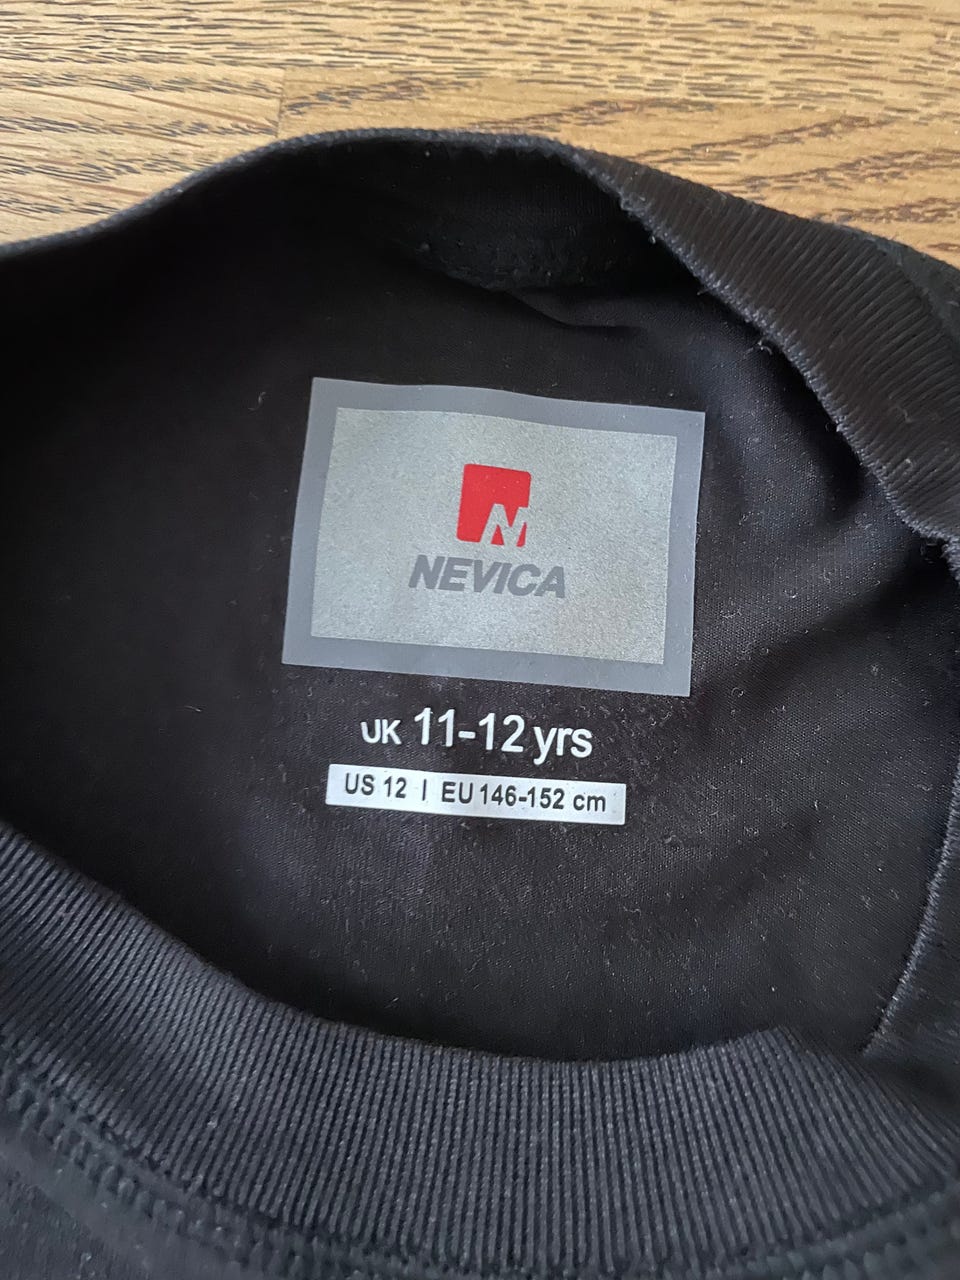 N
NEVICA
UK 11-12 yrs
US 12 | EU 146-152 cm